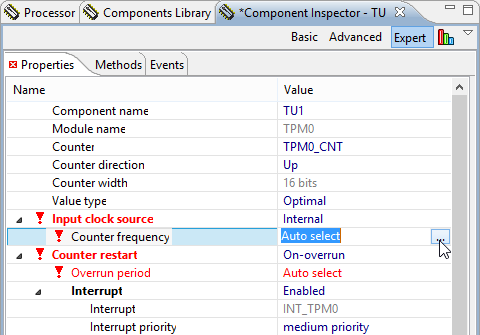 Processor Components Library *Component Inspector - TU
Basic Advanced Expert
Properties Methods Events
Name Value
Component name TU1
Module name TPM0
Counter TPM0_CNT
Counter direction Up
Counter width 16 bits
Value type Optimal
Input clock source Internal
Counter frequency Auto select ...
Counter restart On-overrun
Overrun period Auto select
Interrupt Enabled
Interrupt INT_TPM0
Interrupt priority medium priority